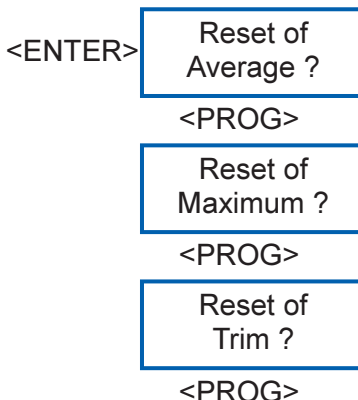 <ENTER>
Reset of
Average ?
<PROG>
Reset of
Maximum ?
<PROG>
Reset of
Trim ?
<PROG>